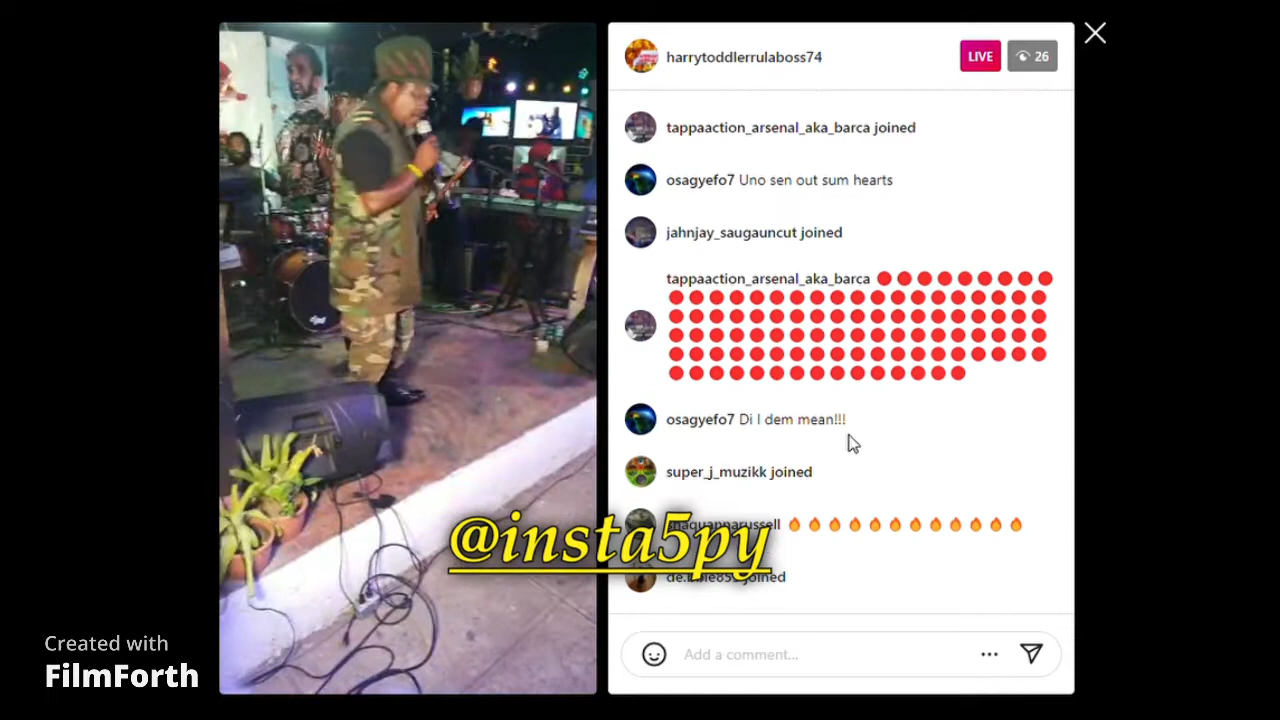 harrytoddlerrulaboss74
LIVE
26
tappaaction_arsenal_aka_barca joined
osagyefo7 Uno sen out sum hearts
jahnjay_saugauncut joined
tappaaction_arsenal_aka_barca
osagyefo7 Di I dem mean!!!
super_j_muzikk joined
@insta5py
joined
Add a comment...
Created with
FilmForth